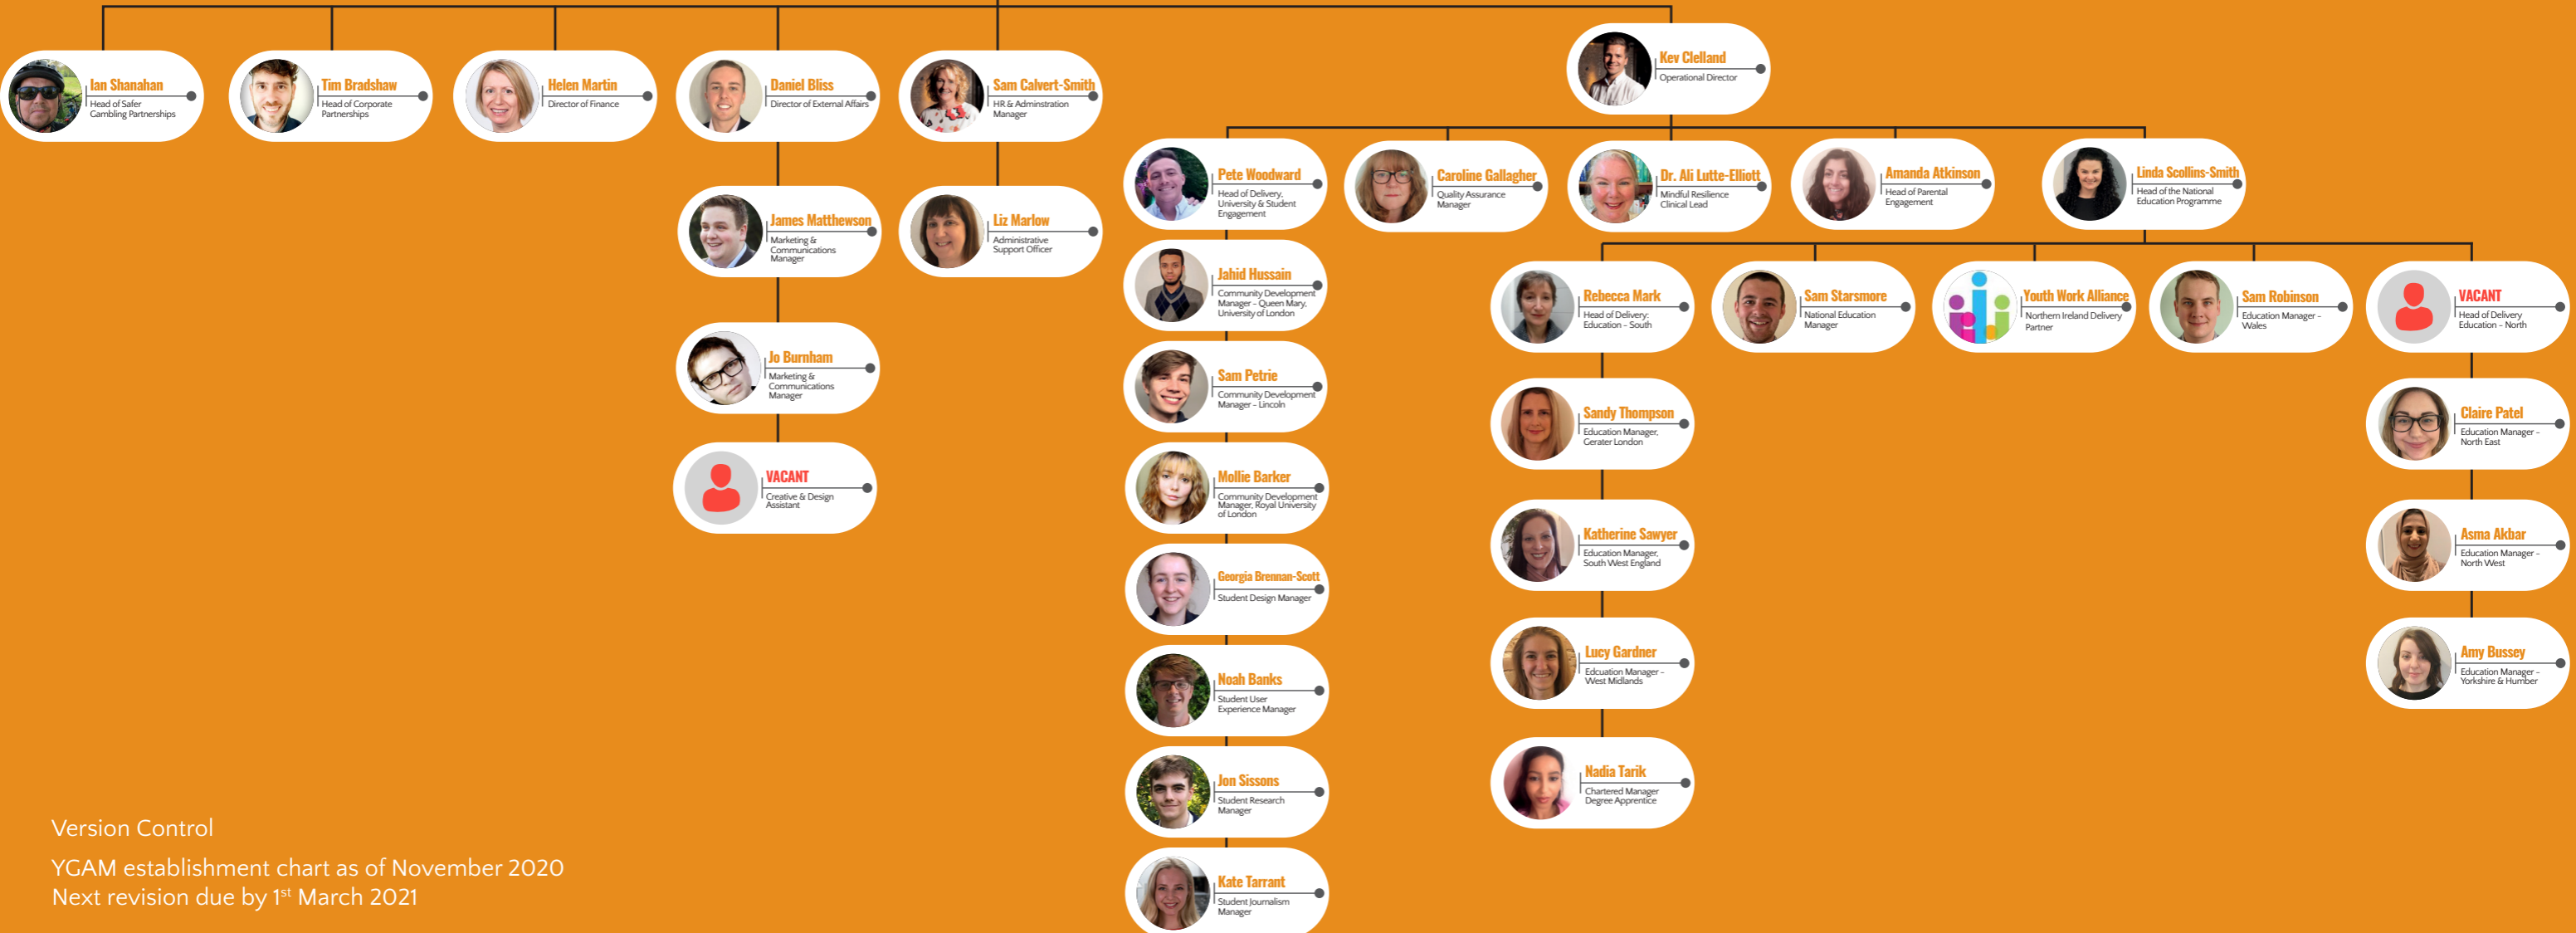 Ian Shanahan
Head of Safer
Gambling Partnerships
Tim Bradshaw
Head of Corporate
Partnerships
Helen Martin
Director of Finance
Daniel Bliss
Director of External Affairs
Sam Calvert-Smith
HR & Adminstration
Manager
Kev Clelland
Operational Director
James Matthewson
Marketing &
Communications
Manager
Liz Marlow
Administrative
Support Officer
Jo Burnham
Marketing &
Communications
Manager
VACANT
Creative & Design
Assistant
Pete Woodward
Head of Delivery,
University & Student
Engagement
Caroline Gallagher
Quality Assurance
Manager
Dr. Ali Lutte-Elliott
Mindful Resilience
Clinical Lead
Amanda Atkinson
Head of Parental
Engagement
Linda Scollins-Smith
Head of the National
Education Programme
Jahid Hussain
Community Development
Manager - Queen Mary,
University of London
Sam Petrie
Community Development
Manager - Lincoln
Mollie Barker
Community Development
Manager, Royal University
of London
Georgia Brennan-Scott
Student Design Manager
Noah Banks
Student User
Experience Manager
Jon Sissons
Student Research
Manager
Kate Tarrant
Student Journalism
Manager
Rebecca Mark
Head of Delivery:
Education - South
Sam Starsmore
National Education
Manager
Youth Work Alliance
Northern Ireland Delivery
Partner
Sam Robinson
Education Manager -
Wales
VACANT
Head of Delivery
Education - North
Sandy Thompson
Education Manager,
Gerater London
Katherine Sawyer
Education Manager,
South West England
Lucy Gardner
Edcuation Manager -
West Midlands
Nadia Tarik
Chartered Manager
Degree Apprentice
Claire Patel
Education Manager -
North East
Asma Akbar
Education Manager -
North West
Amy Bussey
Education Manager -
Yorkshire & Humber
Version Control
YGAM establishment chart as of November 2020
Next revision due by 1st March 2021